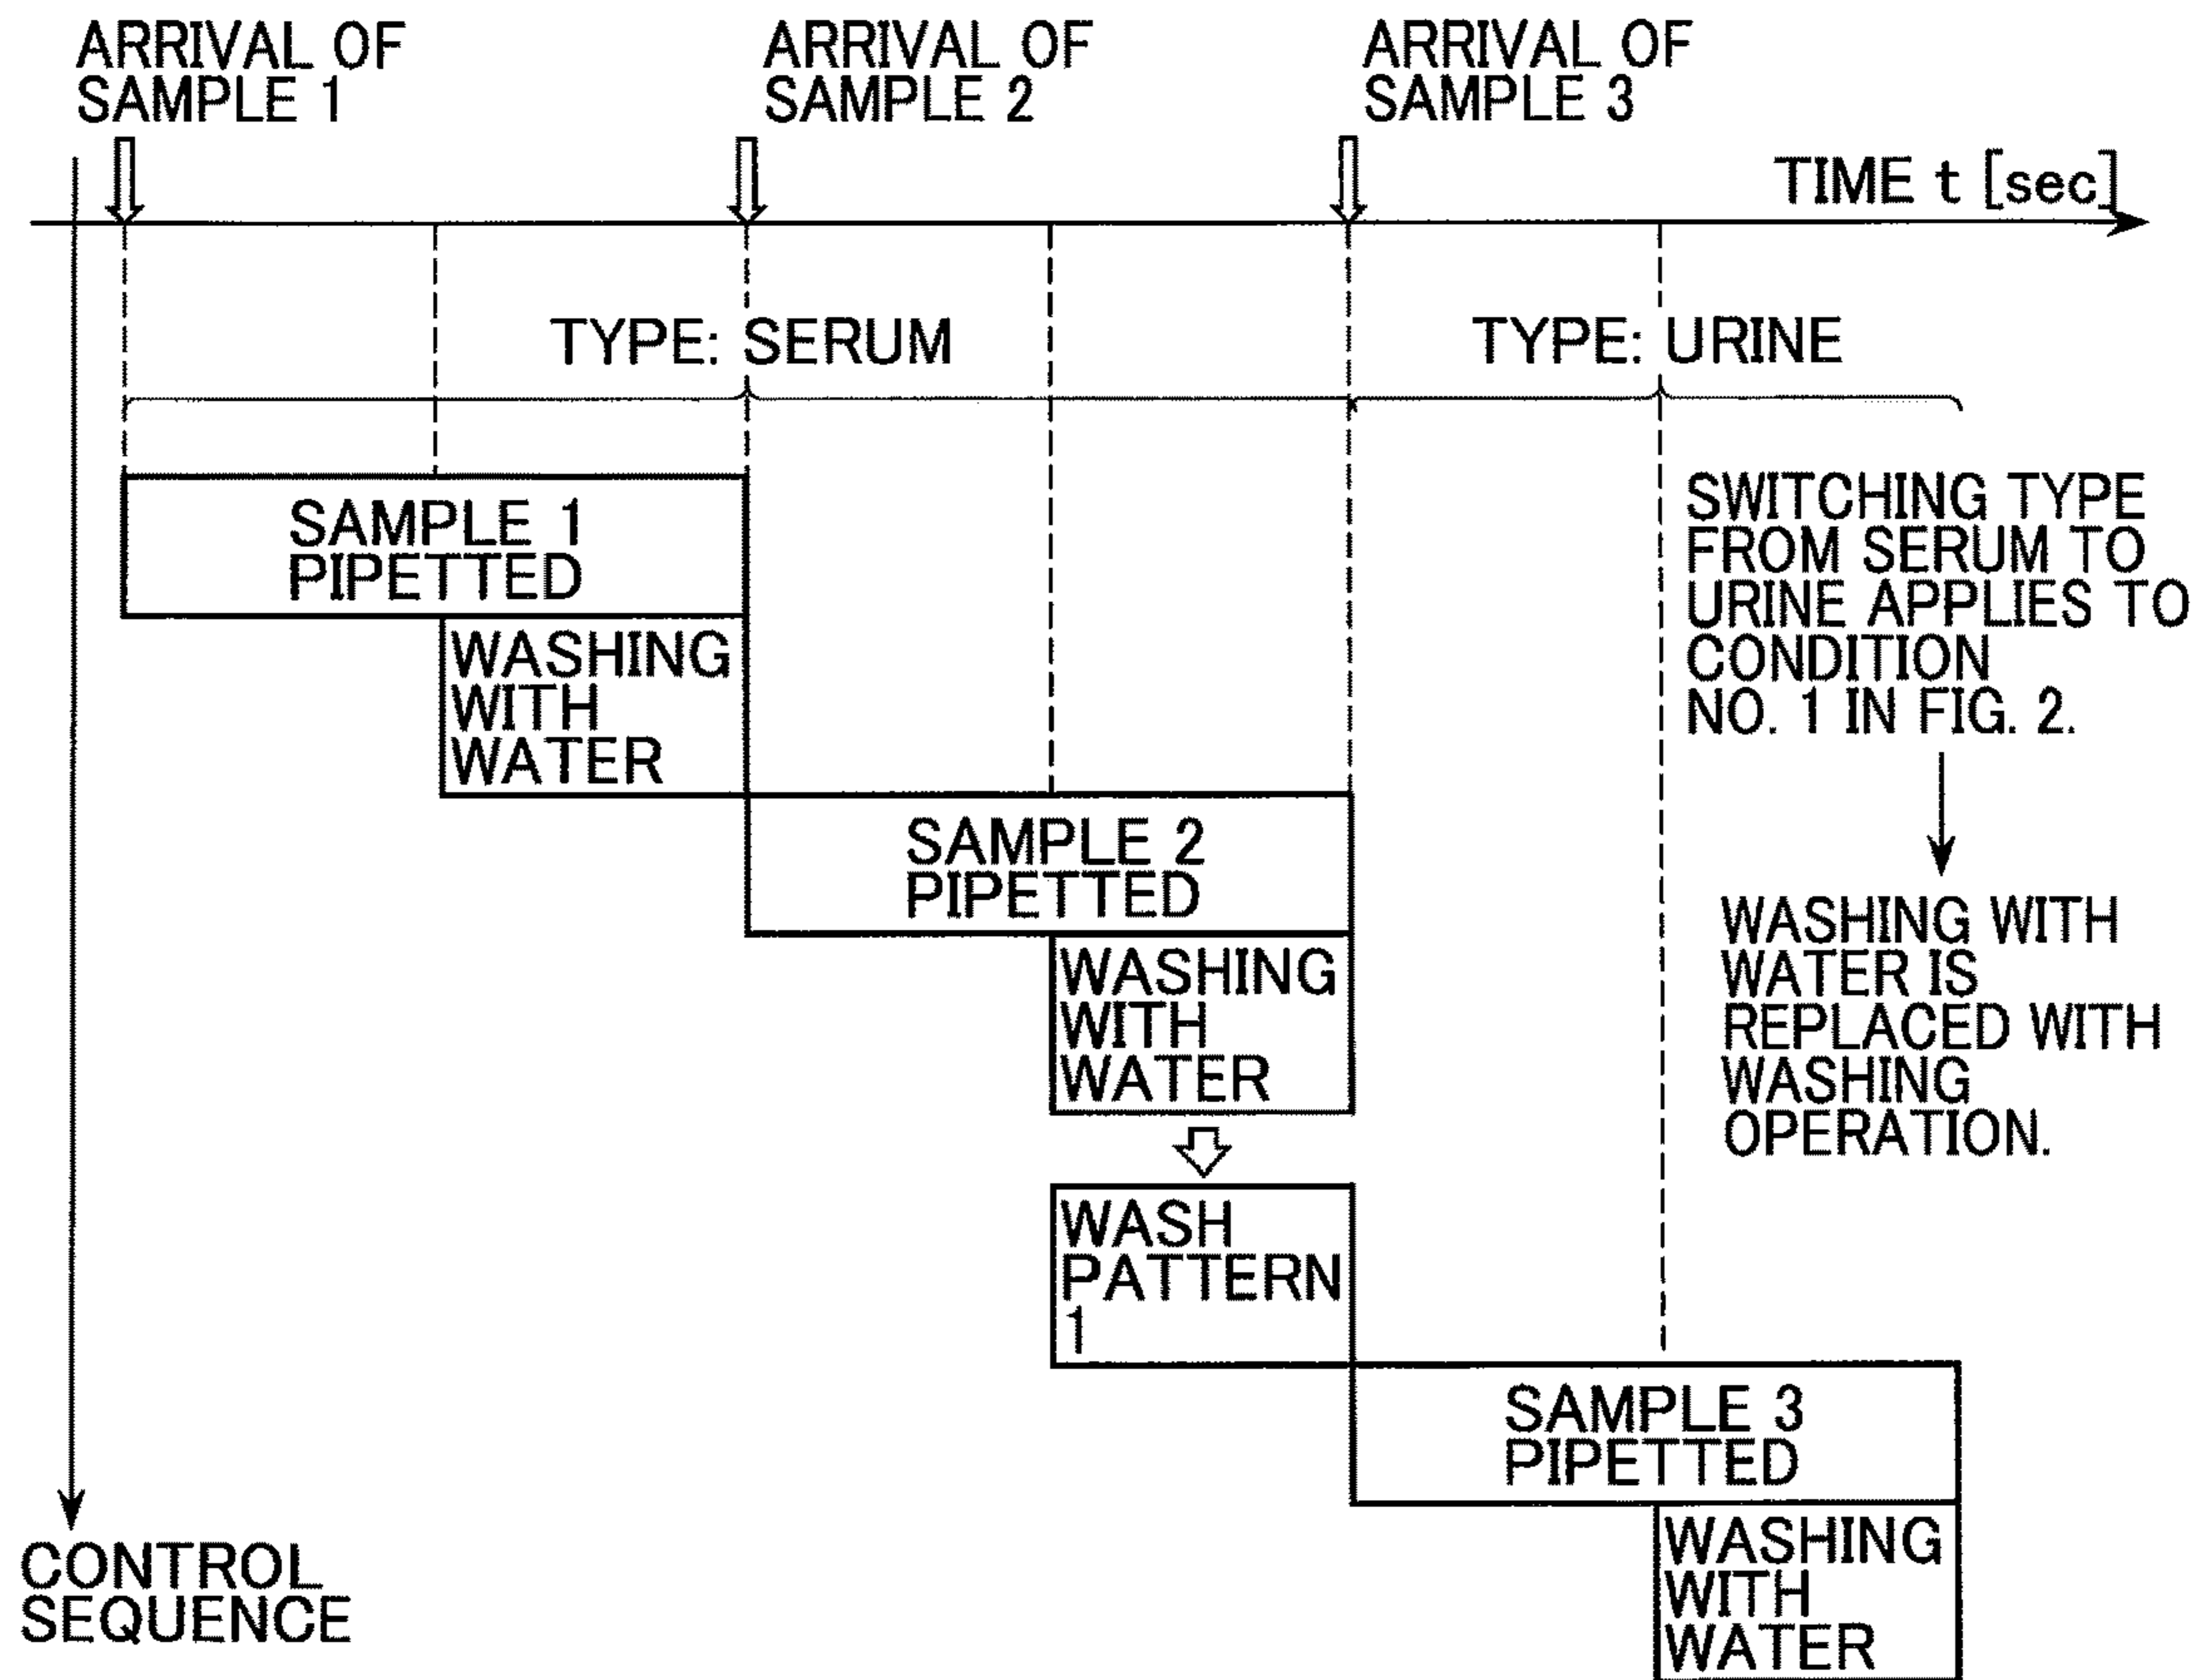 ARRIVAL OF
SAMPLE 1
ARRIVAL OF
SAMPLE 2
ARRIVAL OF
SAMPLE 3
TIME t [sec]
TYPE: SERUM
TYPE: URINE
SAMPLE 1
PIPETTED
WASHING
WITH
WATER
SAMPLE 2
PIPETTED
WASHING
WITH
WATER
SWITCHING TYPE
FROM SERUM TO
URINE APPLIES TO
CONDITION
NO. 1 IN FIG. 2.
WASHING WITH
WATER IS
REPLACED WITH
WASHING
OPERATION.
WASH
PATTERN
1
SAMPLE 3
PIPETTED
WASHING
WITH
WATER
CONTROL
SEQUENCE